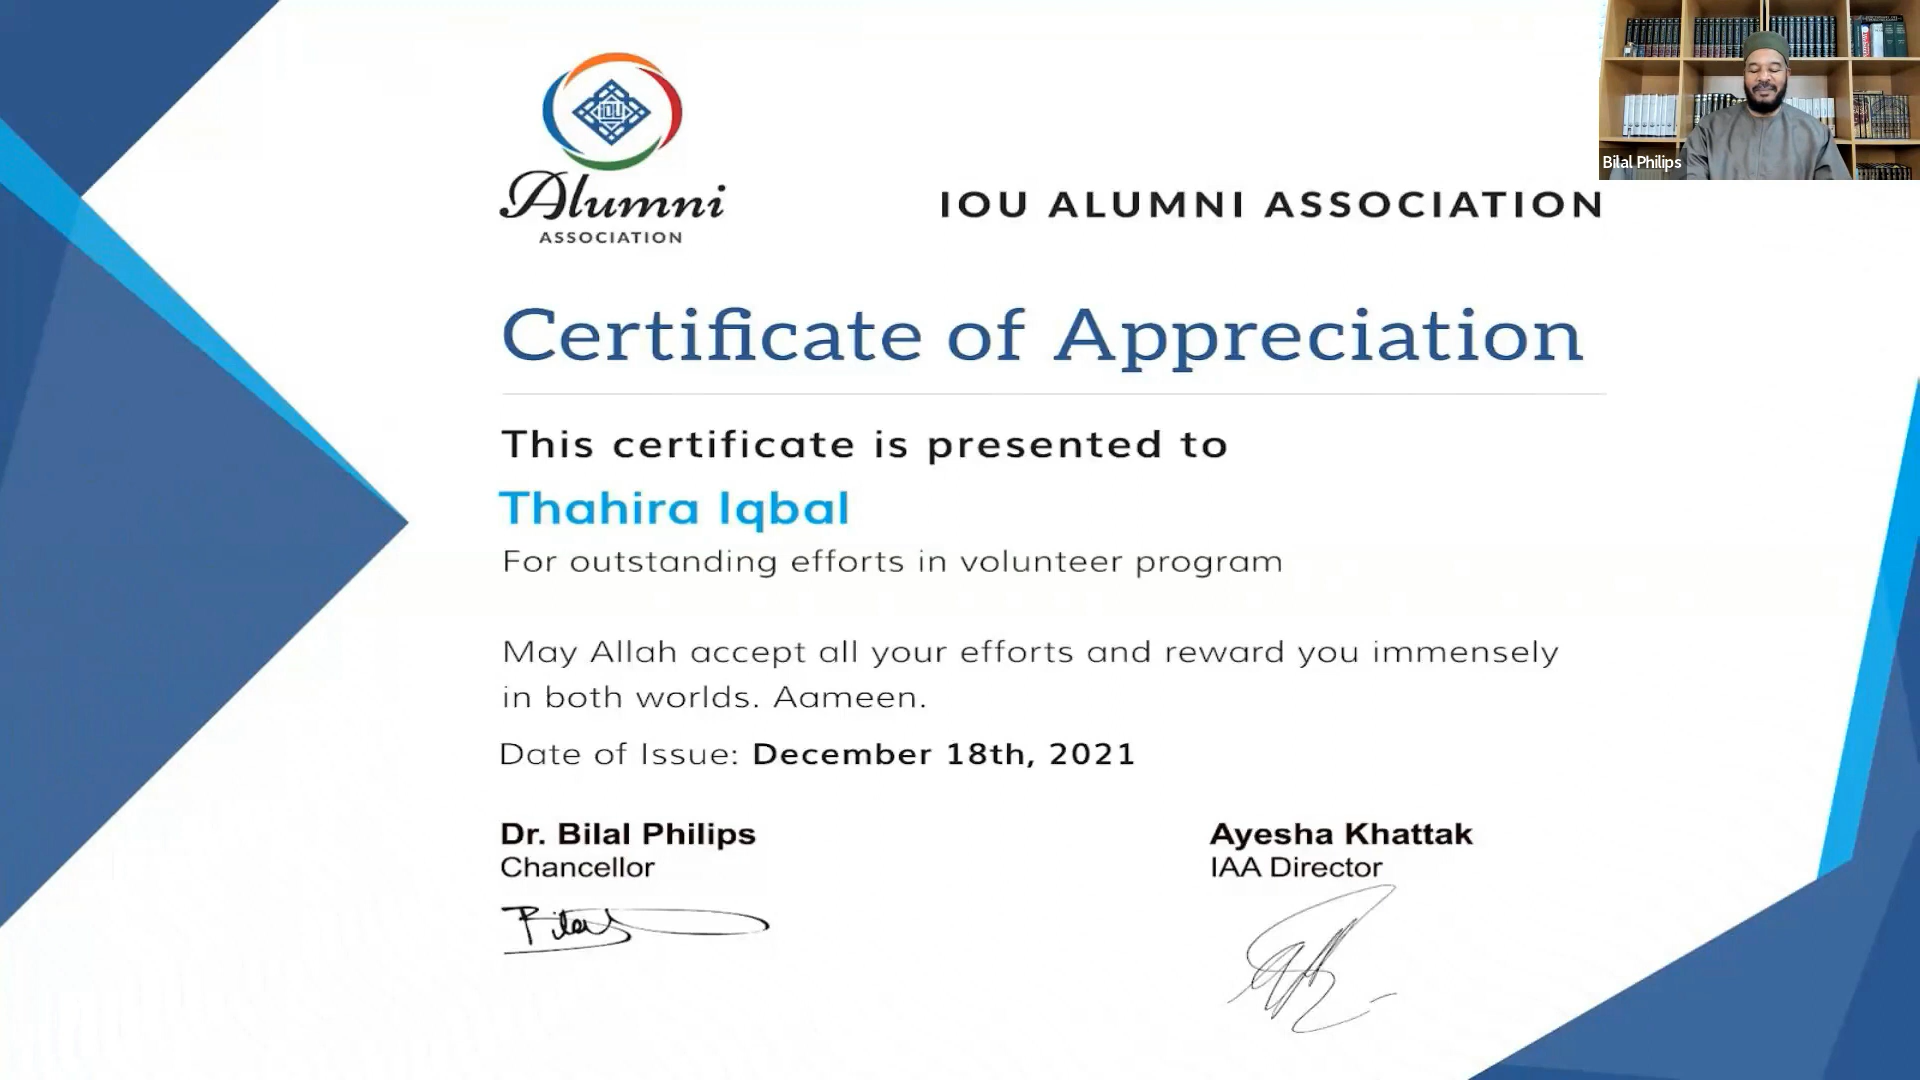 IOU
Alumni
ASSOCIATION
IOU ALUMNI ASSOCIATION
Bilal Philips
Certificate of Appreciation
This certificate is presented to
Thahira Iqbal
For outstanding efforts in volunteer program
May Allah accept all your efforts and reward you immensely
in both worlds. Aameen.
Date of Issue: December 18th, 2021
Dr. Bilal Philips
Chancellor
Bilal
Ayesha Khattak
IAA Director